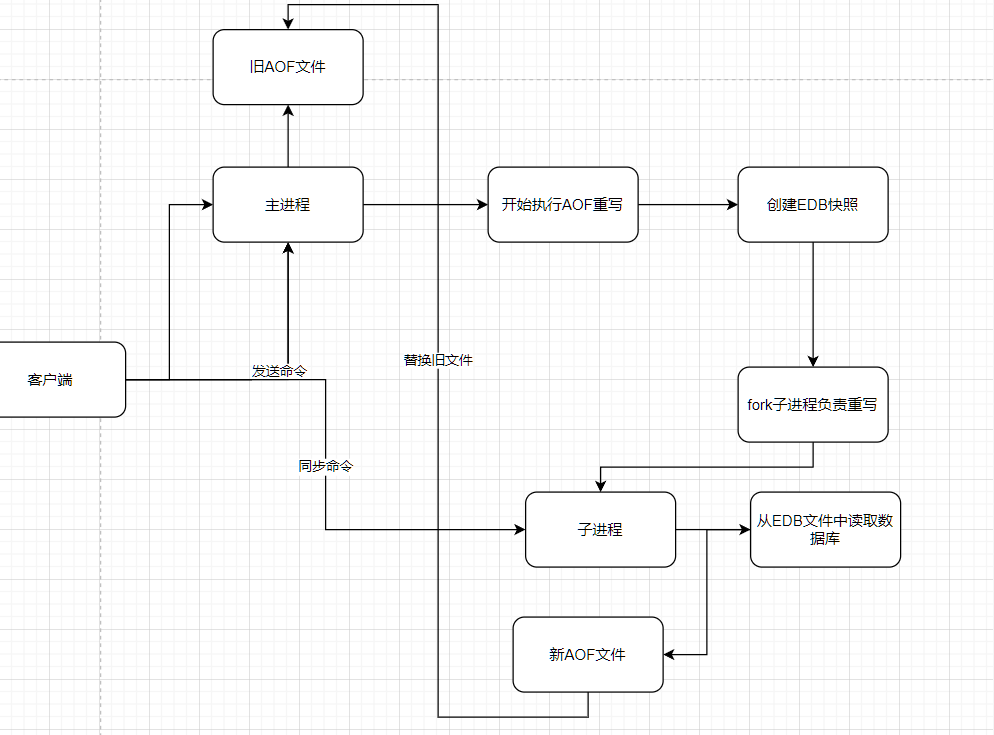 旧AOF文件
主进程
开始执行AOF重写
创建EDB快照
替换旧文件
发送命令
客户端
fork子进程负责重写
同步命令
子进程
从EDB文件中读取数
据库
新AOF文件